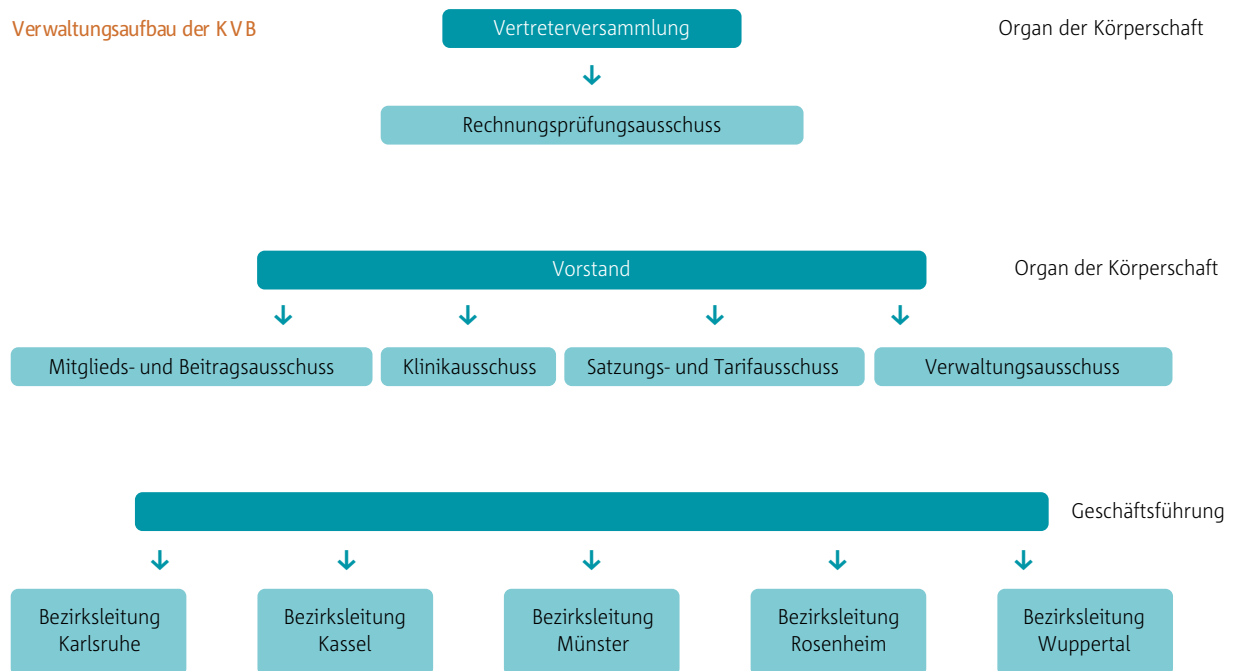 Verwaltungsaufbau der KVB
Vertreterversammlung
Organ der Körperschaft
Rechnungsprüfungsausschuss
Vorstand
Organ der Körperschaft
Mitglieds- und Beitragsausschuss
Klinikausschuss
Satzungs- und Tarifausschuss
Verwaltungsausschuss
Geschäftsführung
Bezirksleitung
Karlsruhe
Bezirksleitung
Kassel
Bezirksleitung
Münster
Bezirksleitung
Rosenheim
Bezirksleitung
Wuppertal